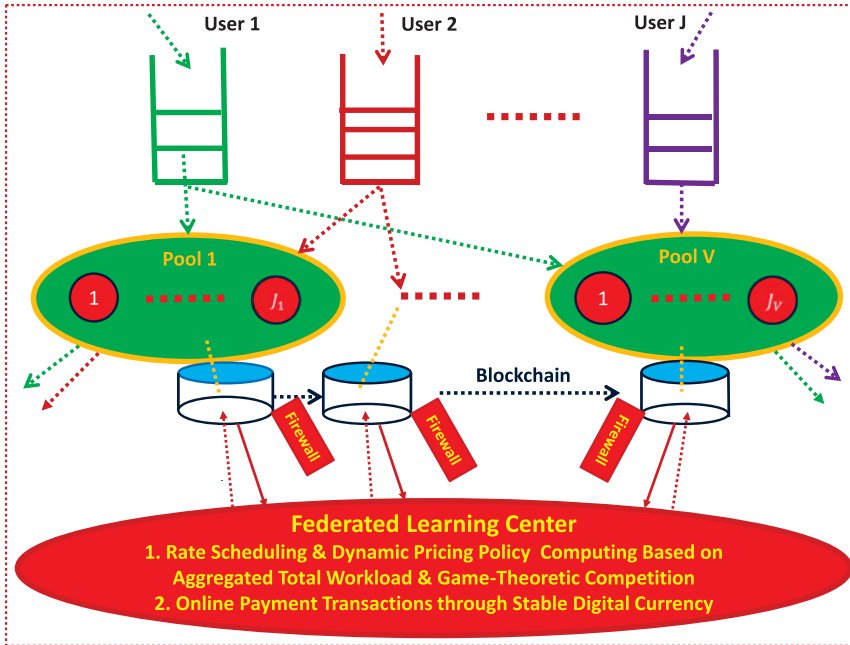 User 1
User 2
User J
Pool 1
Pool V
1
J₁
1
Jᵥ
Blockchain
Firewall
Firewall
Firewall
Federated Learning Center
1. Rate Scheduling & Dynamic Pricing Policy Computing Based on
Aggregated Total Workload & Game-Theoretic Competition
2. Online Payment Transactions through Stable Digital Currency